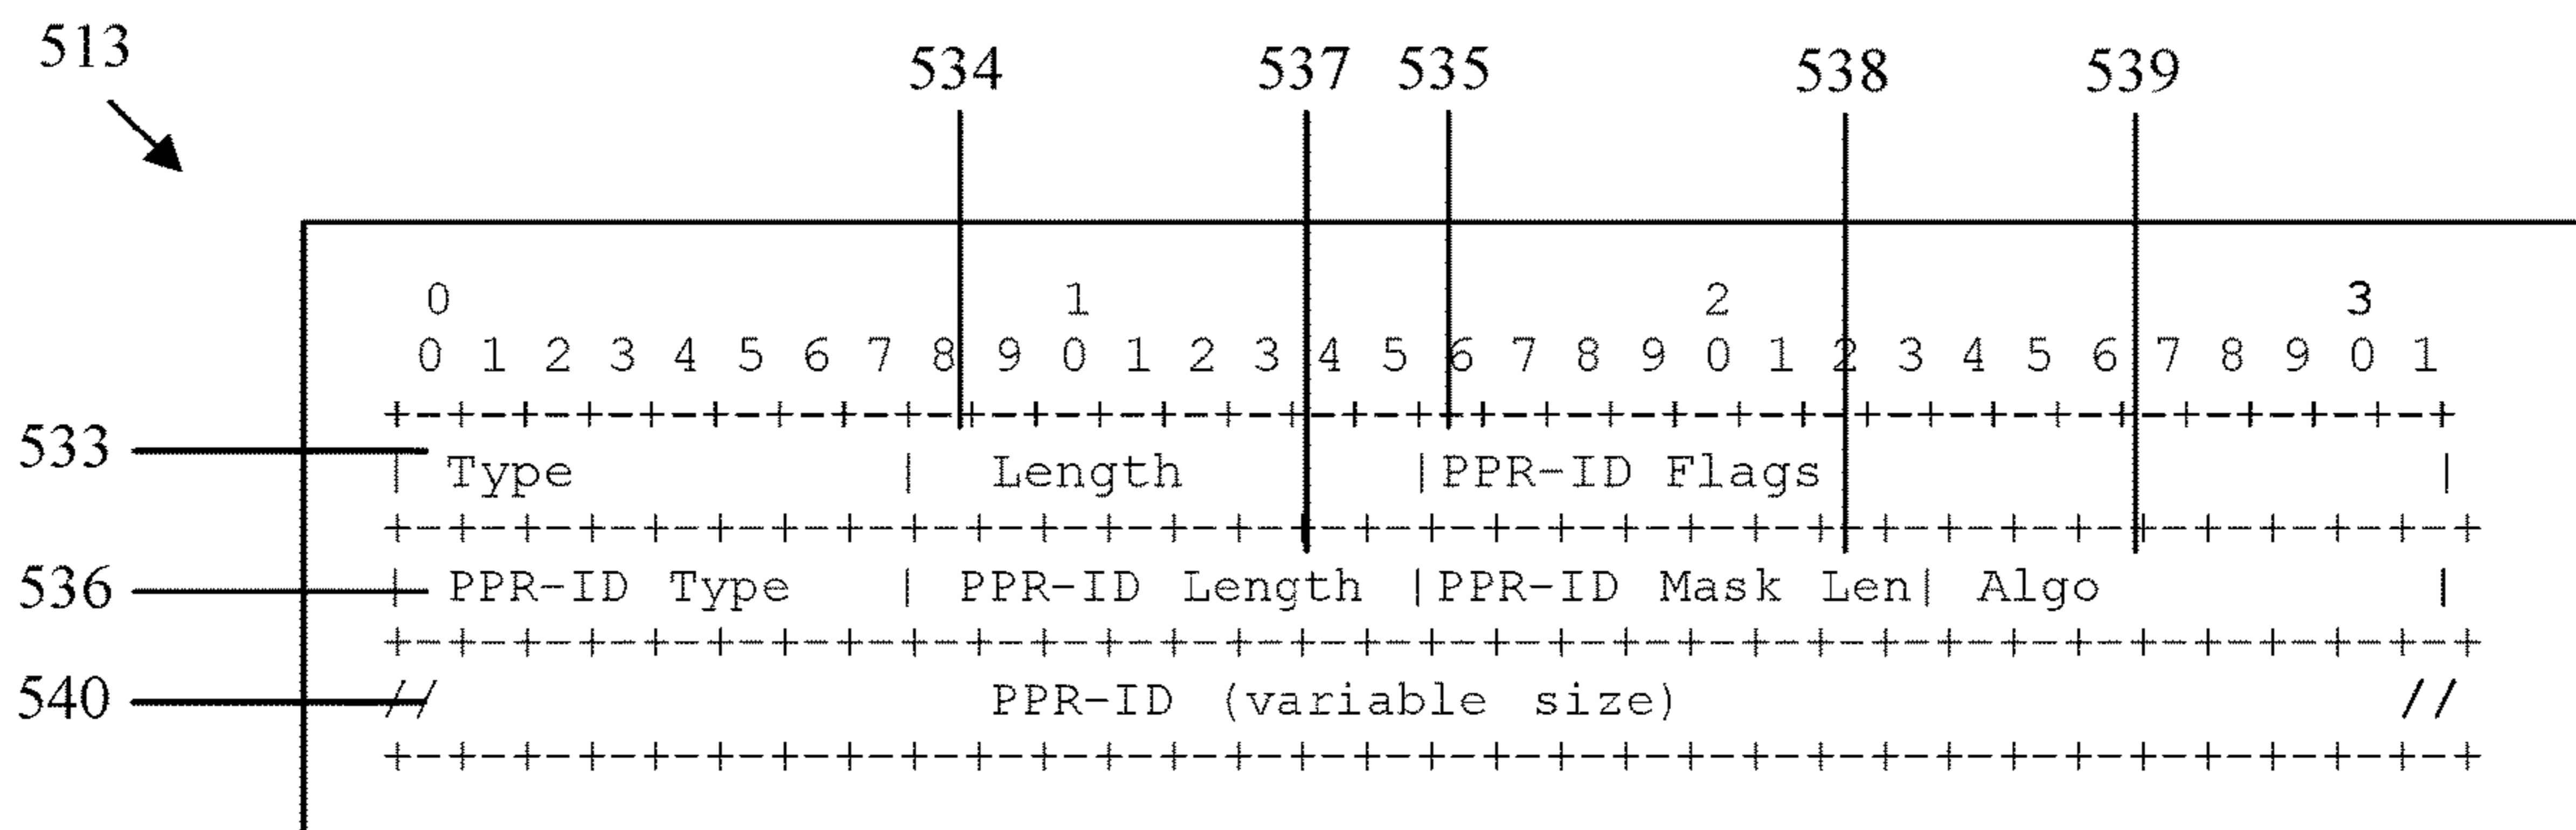 513
534 537 535 538 539
0 1 2 3
0 1 2 3 4 5 6 7 8 9 0 1 2 3 4 5 6 7 8 9 0 1 2 3 4 5 6 7 8 9 0 1
+-+-+-+-+-+-+-+-+-+-+-+-+-+-+-+-+-+-+-+-+-+-+-+-+-+-+-+-+-+-+-+-+
533 | Type | Length |PPR-ID Flags |
+-+-+-+-+-+-+-+-+-+-+-+-+-+-+-+-+-+-+-+-+-+-+-+-+-+-+-+-+-+-+-+-+
536 | PPR-ID Type | PPR-ID Length |PPR-ID Mask Len| Algo |
+-+-+-+-+-+-+-+-+-+-+-+-+-+-+-+-+-+-+-+-+-+-+-+-+-+-+-+-+-+-+-+-+
540 // PPR-ID (variable size) //
+-+-+-+-+-+-+-+-+-+-+-+-+-+-+-+-+-+-+-+-+-+-+-+-+-+-+-+-+-+-+-+-+